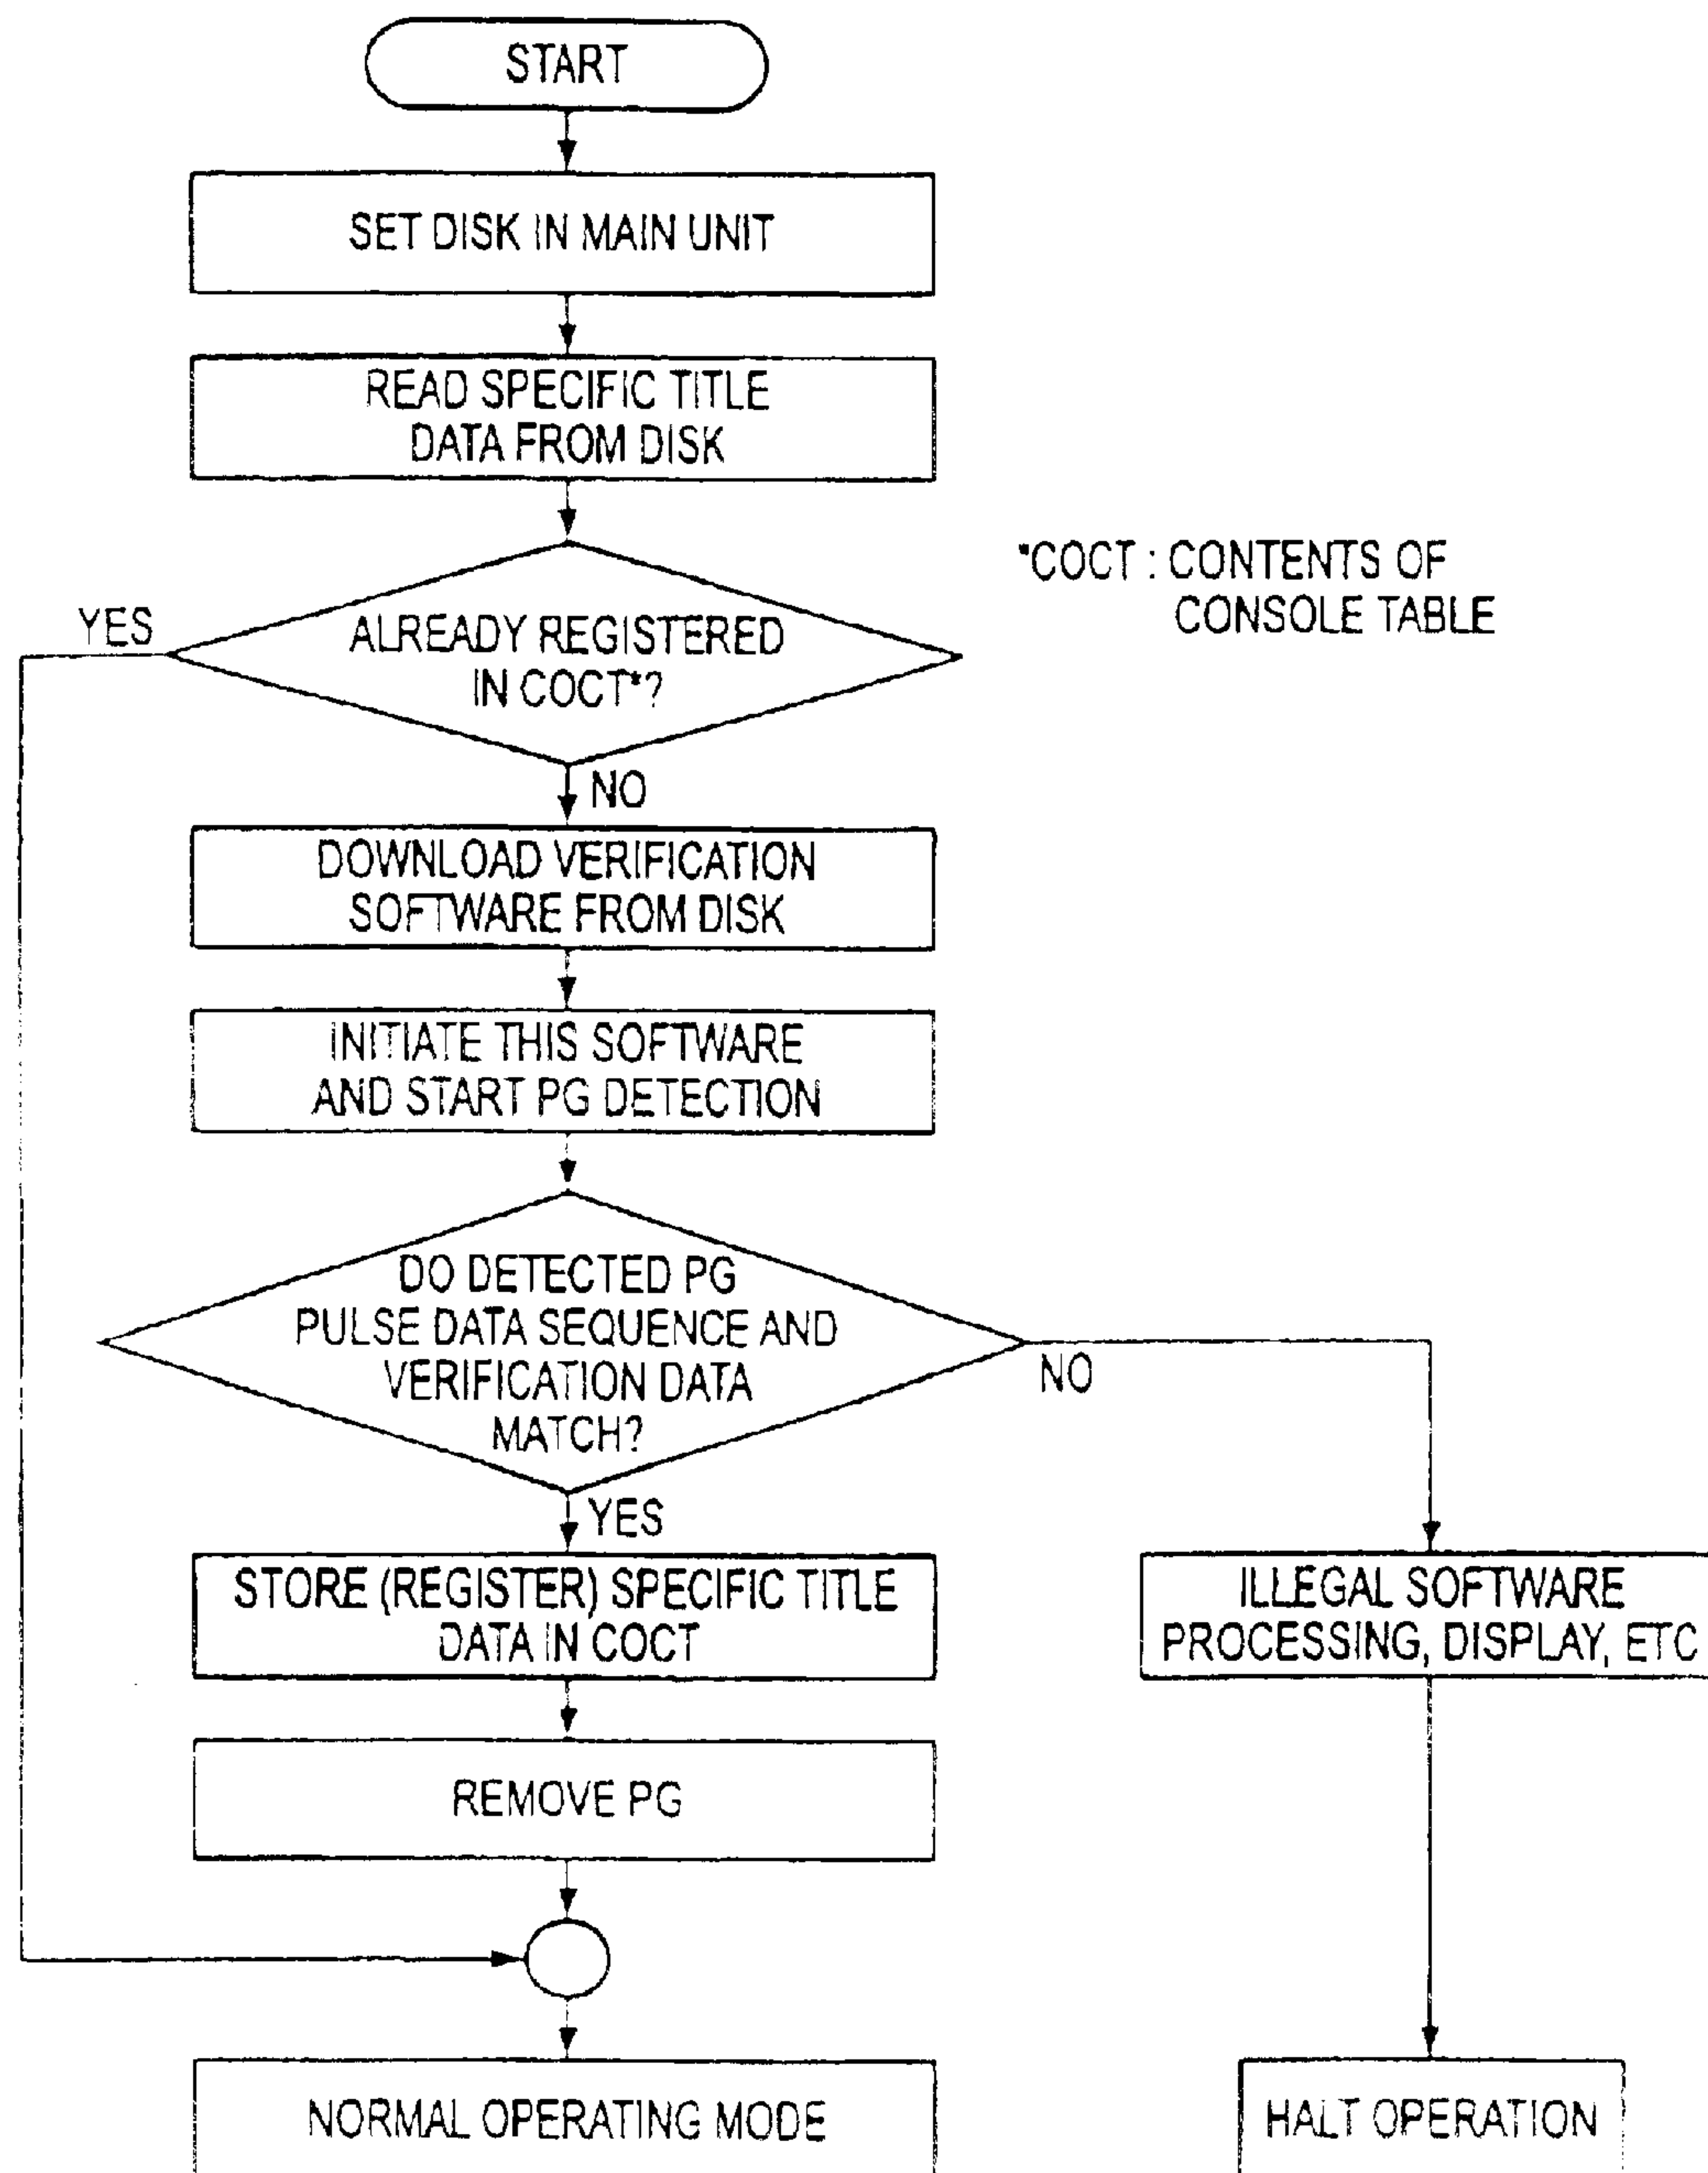 START
SET DISK IN MAIN UNIT
READ SPECIFIC TITLE
DATA FROM DISK
*COCT : CONTENTS OF
CONSOLE TABLE
YES
ALREADY REGISTERED
IN COCT*?
NO
DOWNLOAD VERIFICATION
SOFTWARE FROM DISK
INITIATE THIS SOFTWARE
AND START PG DETECTION
DO DETECTED PG
PULSE DATA SEQUENCE AND
VERIFICATION DATA
MATCH?
NO
YES
STORE (REGISTER) SPECIFIC TITLE
DATA IN COCT
ILLEGAL SOFTWARE
PROCESSING, DISPLAY, ETC
REMOVE PG
NORMAL OPERATING MODE
HALT OPERATION